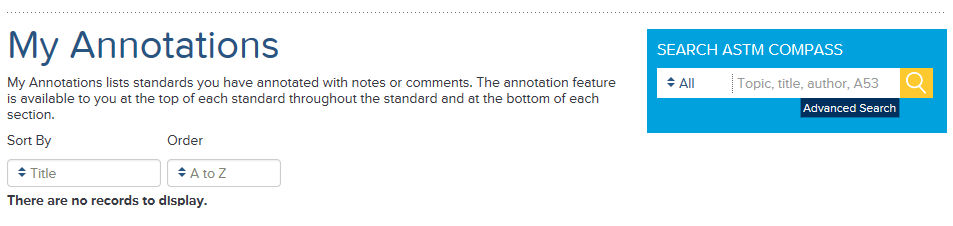 My Annotations
My Annotations lists standards you have annotated with notes or comments. The annotation feature
is available to you at the top of each standard throughout the standard and at the bottom of each
section.
Sort By Order
Title A to Z
There are no records to display.
SEARCH ASTM COMPASS
All Topic, title, author, A53
Advanced Search